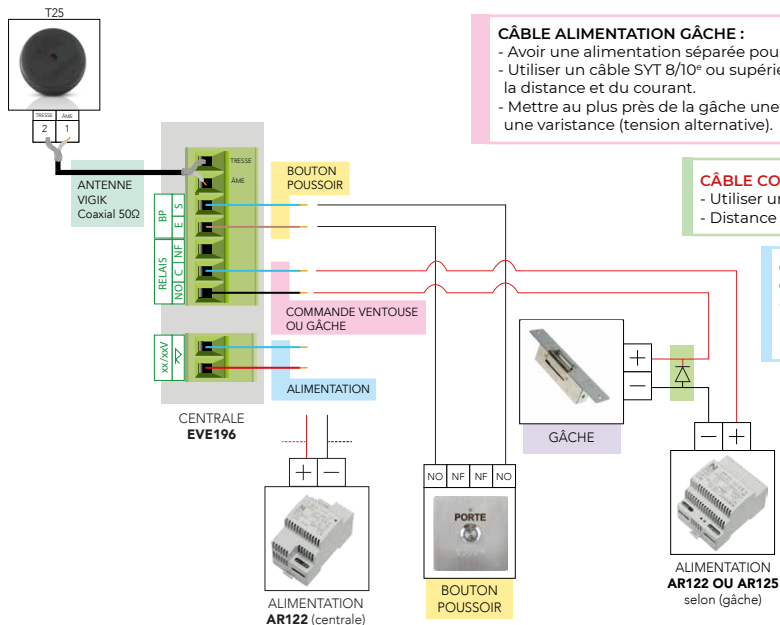 T25
TRESSE ÂME
2 1
ANTENNE
VIGIK
Coaxial 50Ω
TRESSE
ÂME
BP
S
E
RELAIS
NF
C
NO
xx/xxV
CENTRALE
EVE196
BOUTON
POUSSOIR
COMMANDE VENTOUSE
OU GÂCHE
ALIMENTATION
CÂBLE ALIMENTATION GÂCHE :
- Avoir une alimentation séparée
- Utiliser un câble SYT 8/10e ou
la distance et du courant.
- Mettre au plus près de la gâche une
une varistance (tension alternative).
CÂBLE
- Utiliser
- Distance
+
−
GÂCHE
− +
ALIMENTATION
AR122 OU AR125
selon (gâche)
+ −
ALIMENTATION
AR122 (centrale)
NO NF NF NO
PORTE
BOUTON
POUSSOIR